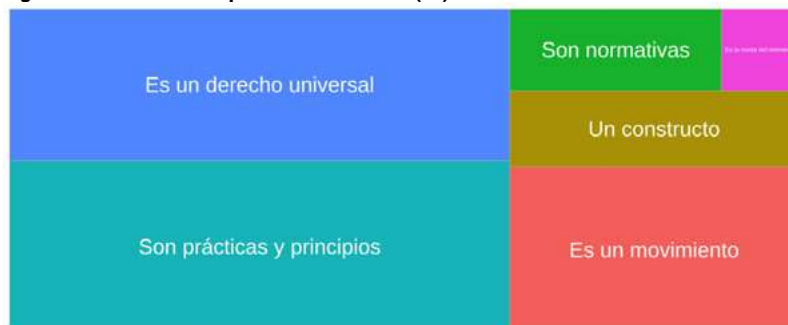 Es un derecho universal
Son normativas
Un constructo
Son prácticas y principios
Es un movimiento